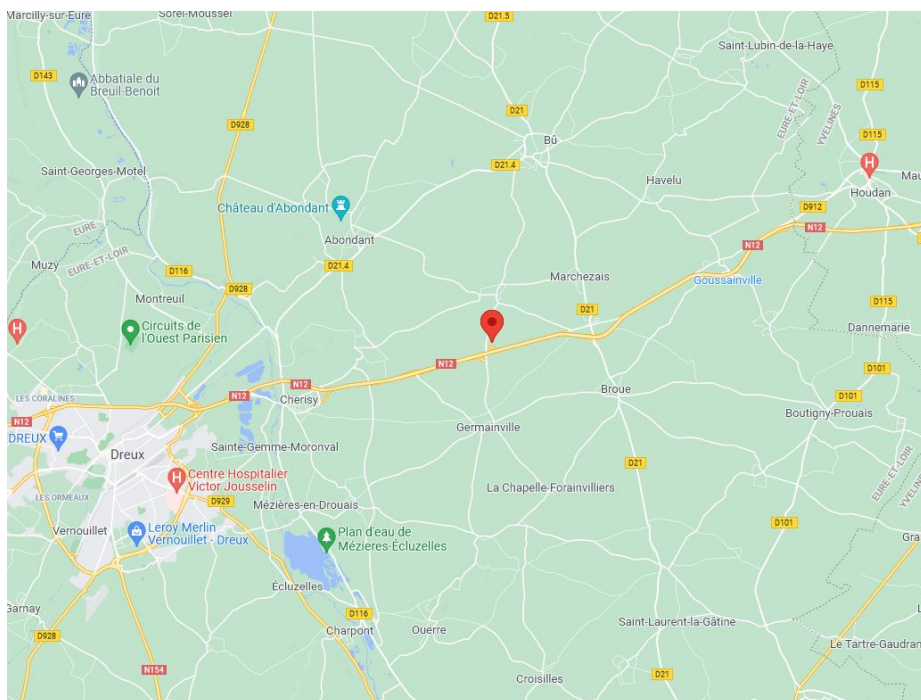 Marcilly-sur-Eure
Sorel-Moussel
D21.5
Saint-Lubin-de-la-Haye
D143
Abbatiale du
Breuil-Benoit
D115
D21
D928
EURE-ET-LOIR
YVELINES
D115
Bû
Saint-Georges-Motel
D21.4
H
Havelu
Houdan
Château d'Abondant
D912
EURE
N12
Abondant
N12
EURE-ET-LOIR
Muzy
D21.4
D116
Marchezais
Goussainville
D928
Montreuil
D115
D21
H
Circuits de
l'Ouest Parisien
Dannemarie
N12
D101
N12
LES CORALINES
N12
Cherisy
Broue
D101
N12
Boutigny-Prouais
DREUX
Germainville
Dreux
Sainte-Gemme-Moronval
D21
H
Centre Hospitalier
Victor Jousselin
EURE-ET-LOIR
YVELINES
LES ORMEAUX
D929
La Chapelle-Forainvilliers
Mézières-en-Drouais
D101
Vernouillet
Leroy Merlin
Vernouillet - Dreux
Plan d'eau de
Mézieres-Écluzelles
Écluzelles
Garnay
D116
D928
Charpont
Ouerre
Saint-Laurent-la-Gâtine
Le Tartre-Gaudran
N154
D21
Croisilles